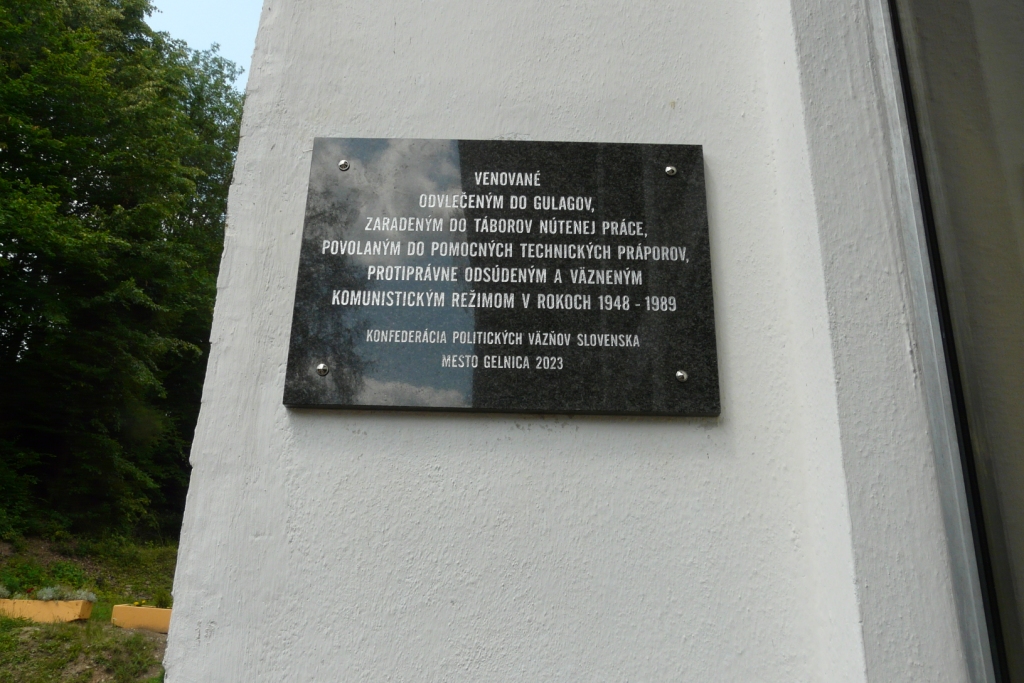 VENOVANÉ
ODVLEČENÝM DO GULAGOV,
ZARADENÝM DO TÁBOROV NÚTENEJ PRÁCE,
POVOLANÝM DO POMOCNÝCH TECHNICKÝCH PRÁPOROV,
PROTIPRÁVNE ODSÚDENÝM A VÄZNENÝM
KOMUNISTICKÝM REŽIMOM V ROKOCH 1948 - 1989
KONFEDERÁCIA POLITICKÝCH VÄZŇOV SLOVENSKA
MESTO GELNICA 2023